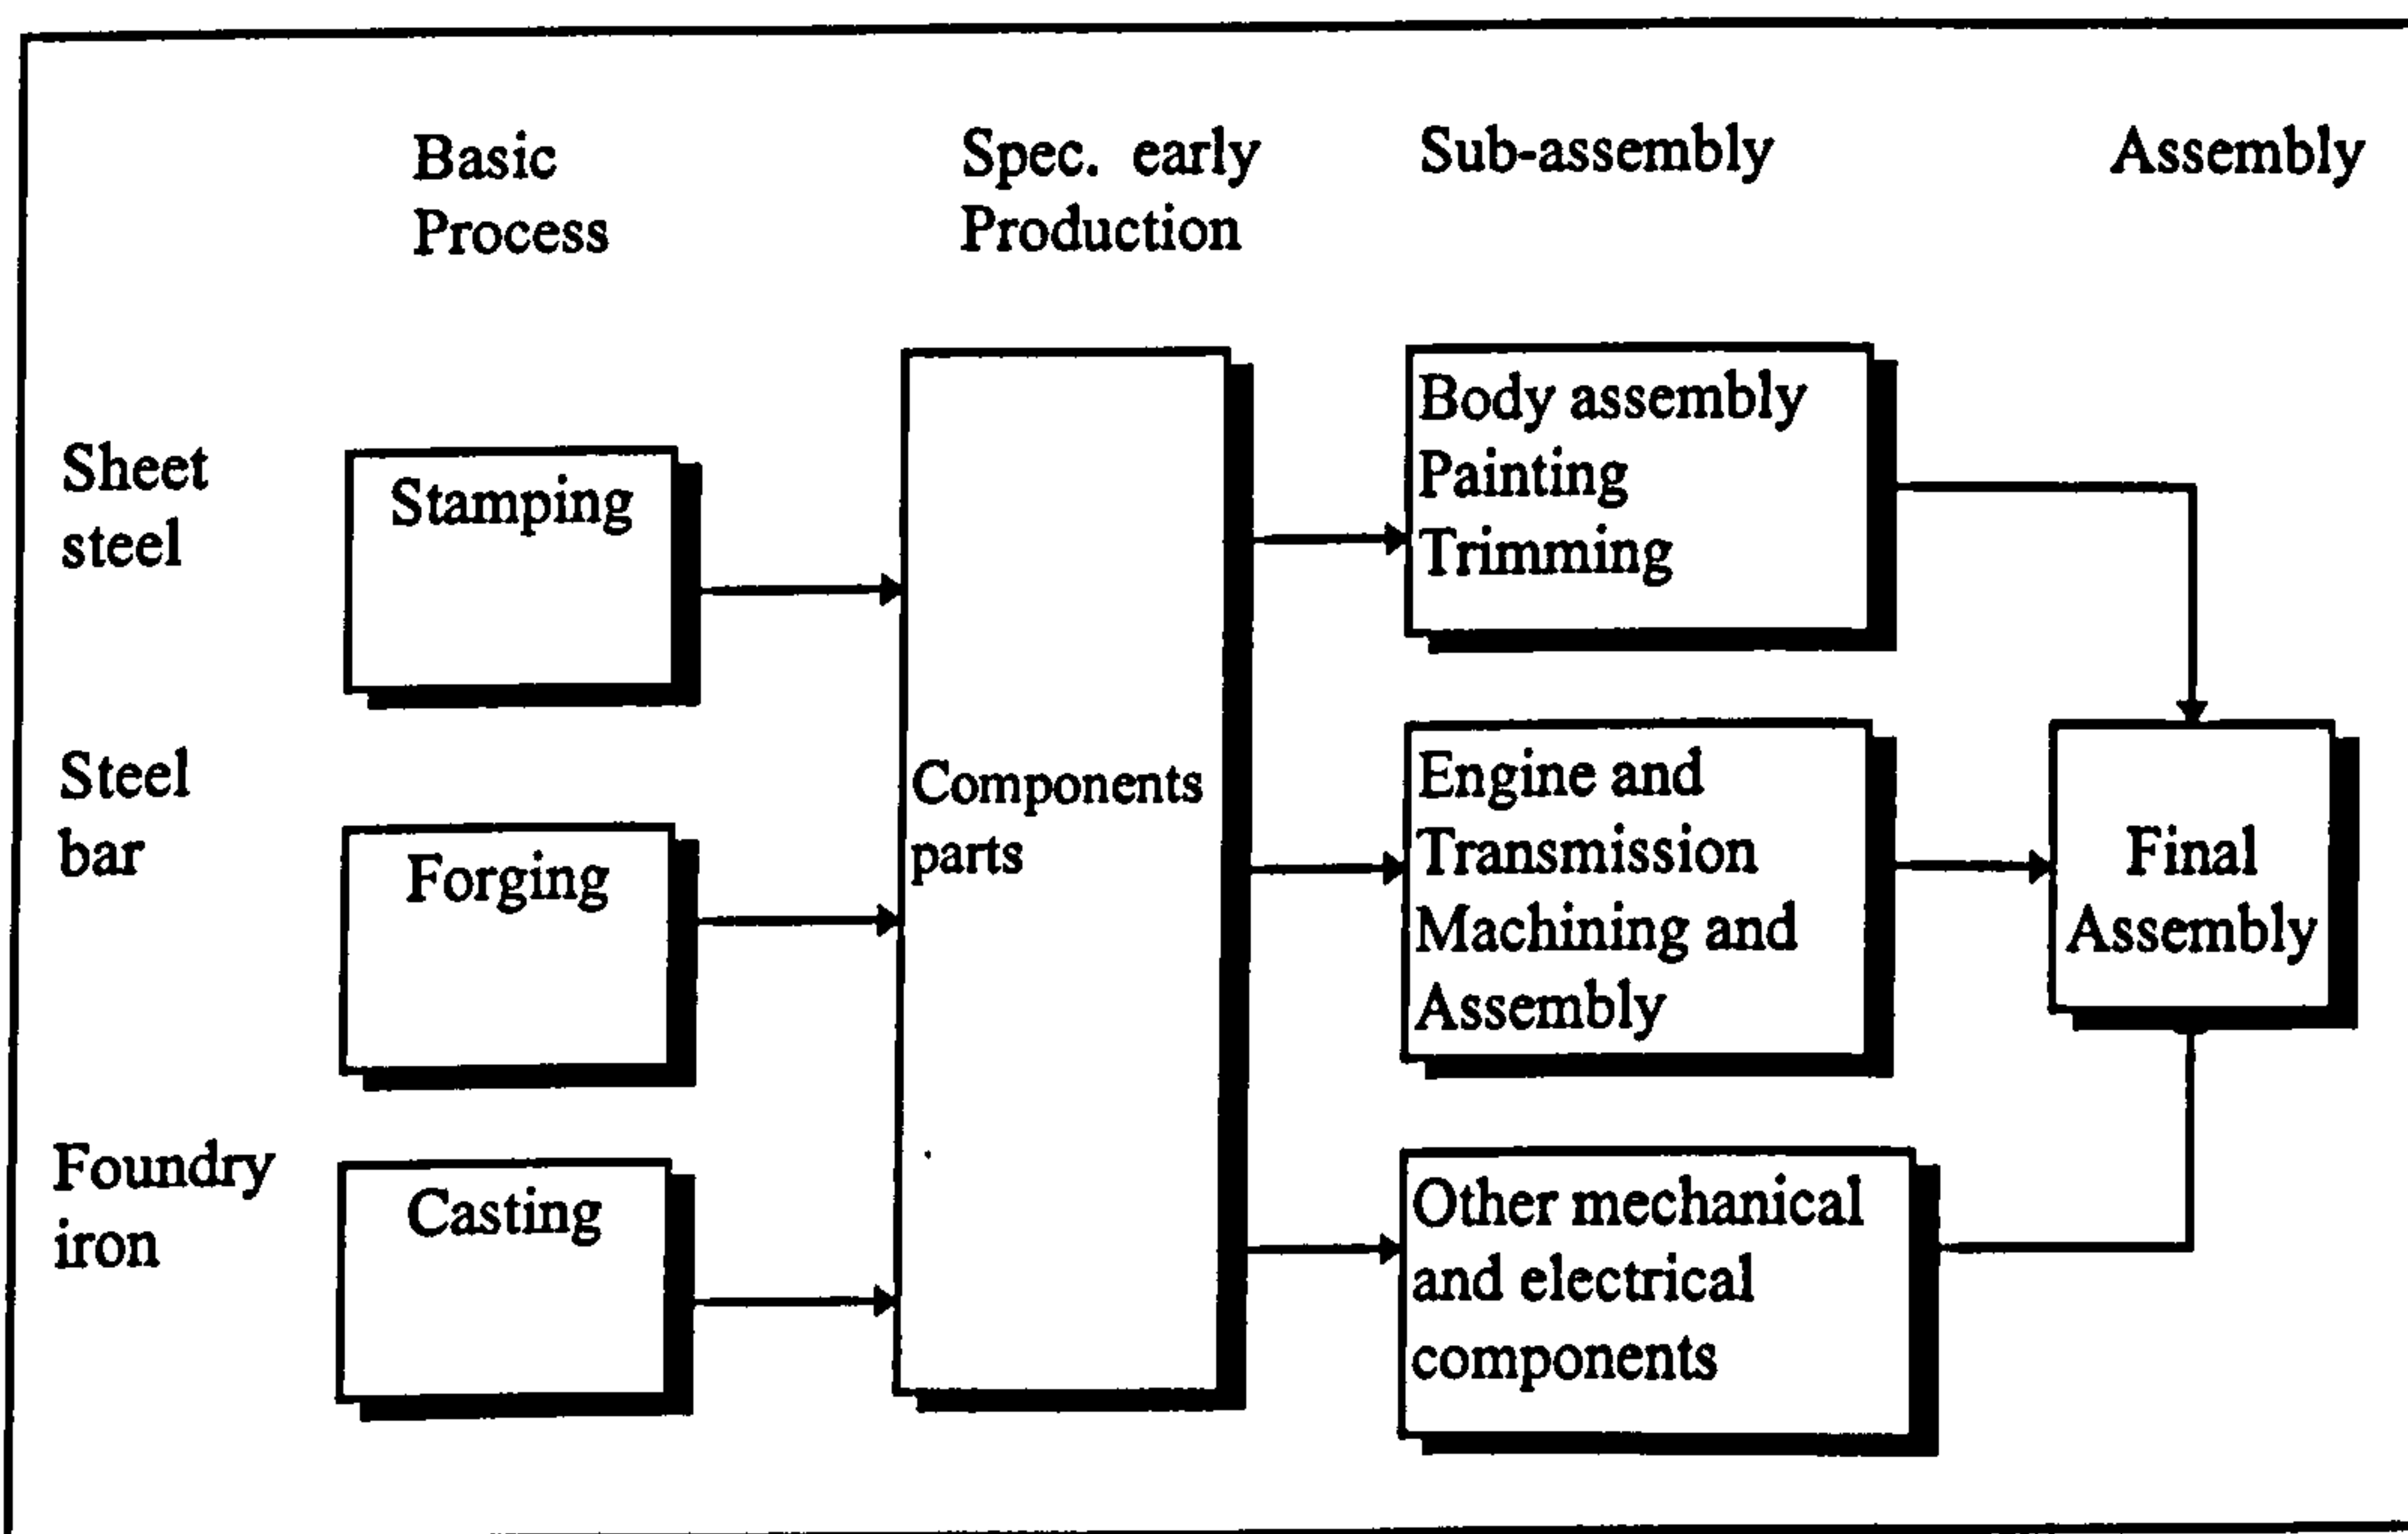 Basic
Process
Spec. early
Production
Sub-assembly
Assembly
Sheet
steel
Stamping
Steel
bar
Forging
Foundry
iron
Casting
Components
parts
Body assembly
Painting
Trimming
Engine and
Transmission
Machining and
Assembly
Other mechanical
and electrical
components
Final
Assembly